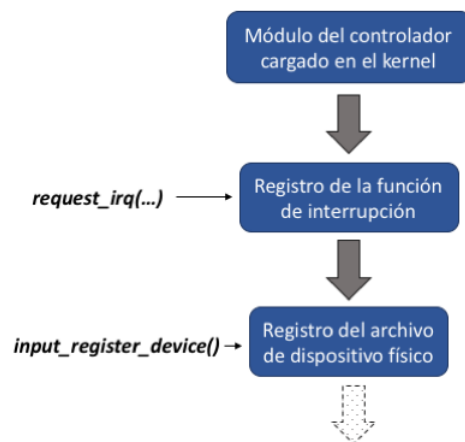 Módulo del controlador
cargado en el kernel
request_irq(...)
Registro de la función
de interrupción
input_register_device()
Registro del archivo
de dispositivo físico